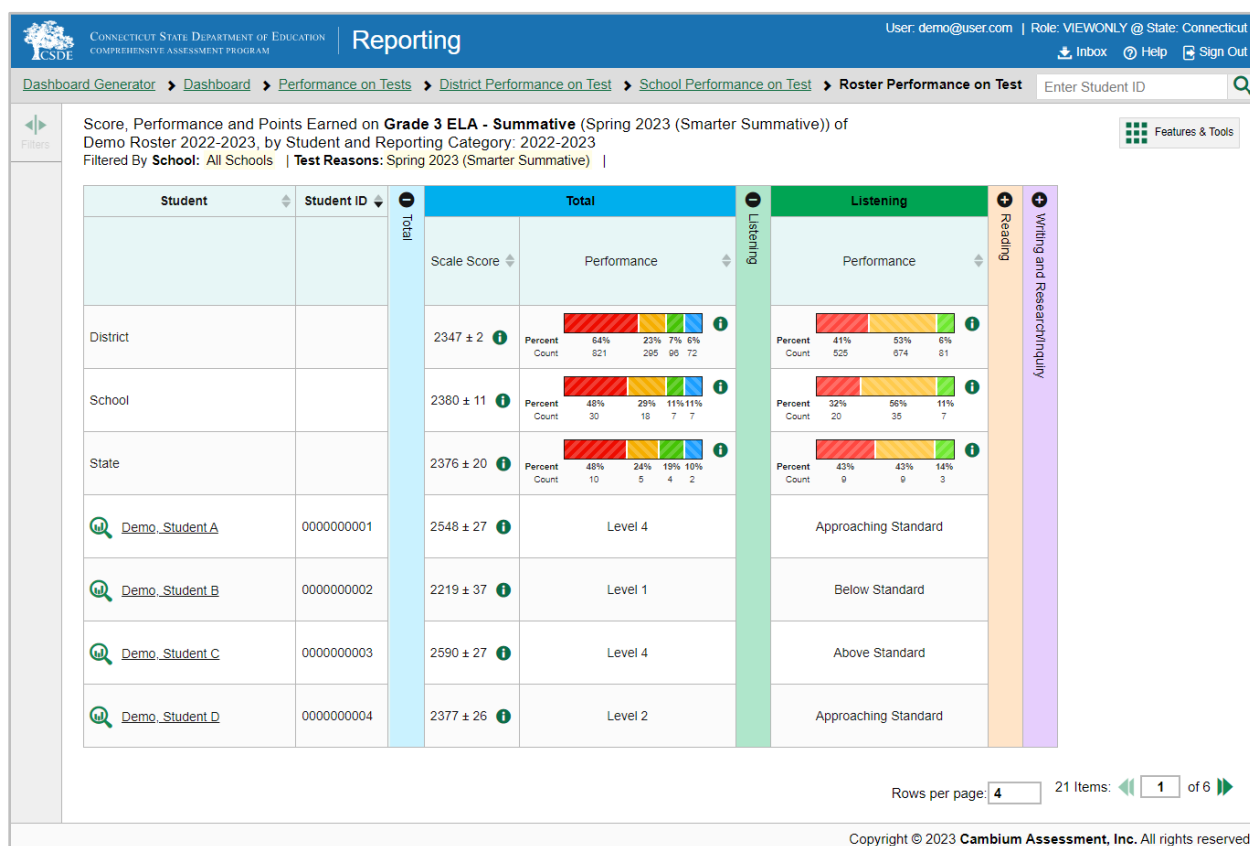 User: demo@user.com | Role: VIEWONLY @ State: Connecticut
CSDE
CONNECTICUT STATE DEPARTMENT OF EDUCATION
COMPREHENSIVE ASSESSMENT PROGRAM
Reporting
Inbox Help Sign Out
Dashboard Generator Dashboard Performance on Tests District Performance on Test School Performance on Test Roster Performance on Test Enter Student ID
Filters
Score, Performance and Points Earned on Grade 3 ELA - Summative (Spring 2023 (Smarter Summative)) of
Demo Roster 2022-2023, by Student and Reporting Category: 2022-2023
Filtered By School: All Schools | Test Reasons: Spring 2023 (Smarter Summative) |
Features & Tools
Student Student ID Total Total Listening Listening Reading Writing and Research/Inquiry
Scale Score Performance Performance
District 2347 ± 2
Percent 64% 23% 7% 6% Percent 41% 53% 6%
Count 821 295 96 72 Count 525 674 81
School 2380 ± 11
Percent 48% 29% 11% 11% Percent 32% 56% 11%
Count 30 18 7 7 Count 20 35 7
State 2376 ± 20
Percent 48% 24% 19% 10% Percent 43% 43% 14%
Count 10 5 4 2 Count 9 9 3
Demo, Student A 0000000001 2548 ± 27 Level 4 Approaching Standard
Demo, Student B 0000000002 2219 ± 37 Level 1 Below Standard
Demo, Student C 0000000003 2590 ± 27 Level 4 Above Standard
Demo, Student D 0000000004 2377 ± 26 Level 2 Approaching Standard
Rows per page: 4 21 Items: 1 of 6
Copyright © 2023 Cambium Assessment, Inc. All rights reserved